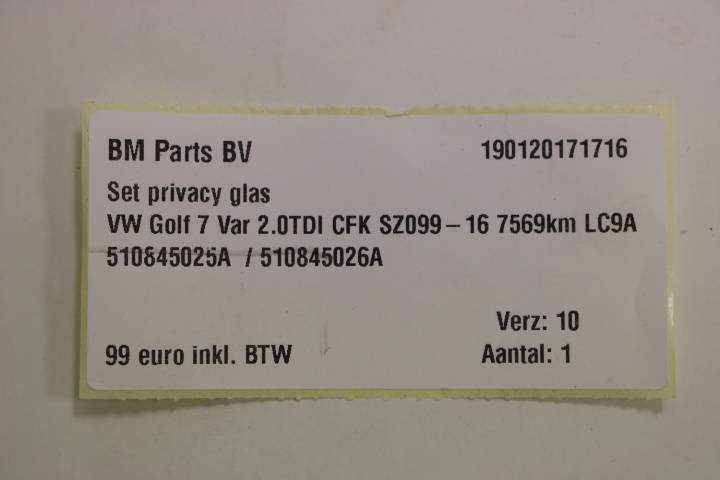 BM Parts BV 190120171716
Set privacy glas
VW Golf 7 Var 2.0TDI CFK SZ099-16 7569km LC9A
510845025A / 510845026A
Verz: 10
99 euro inkl. BTW Aantal: 1